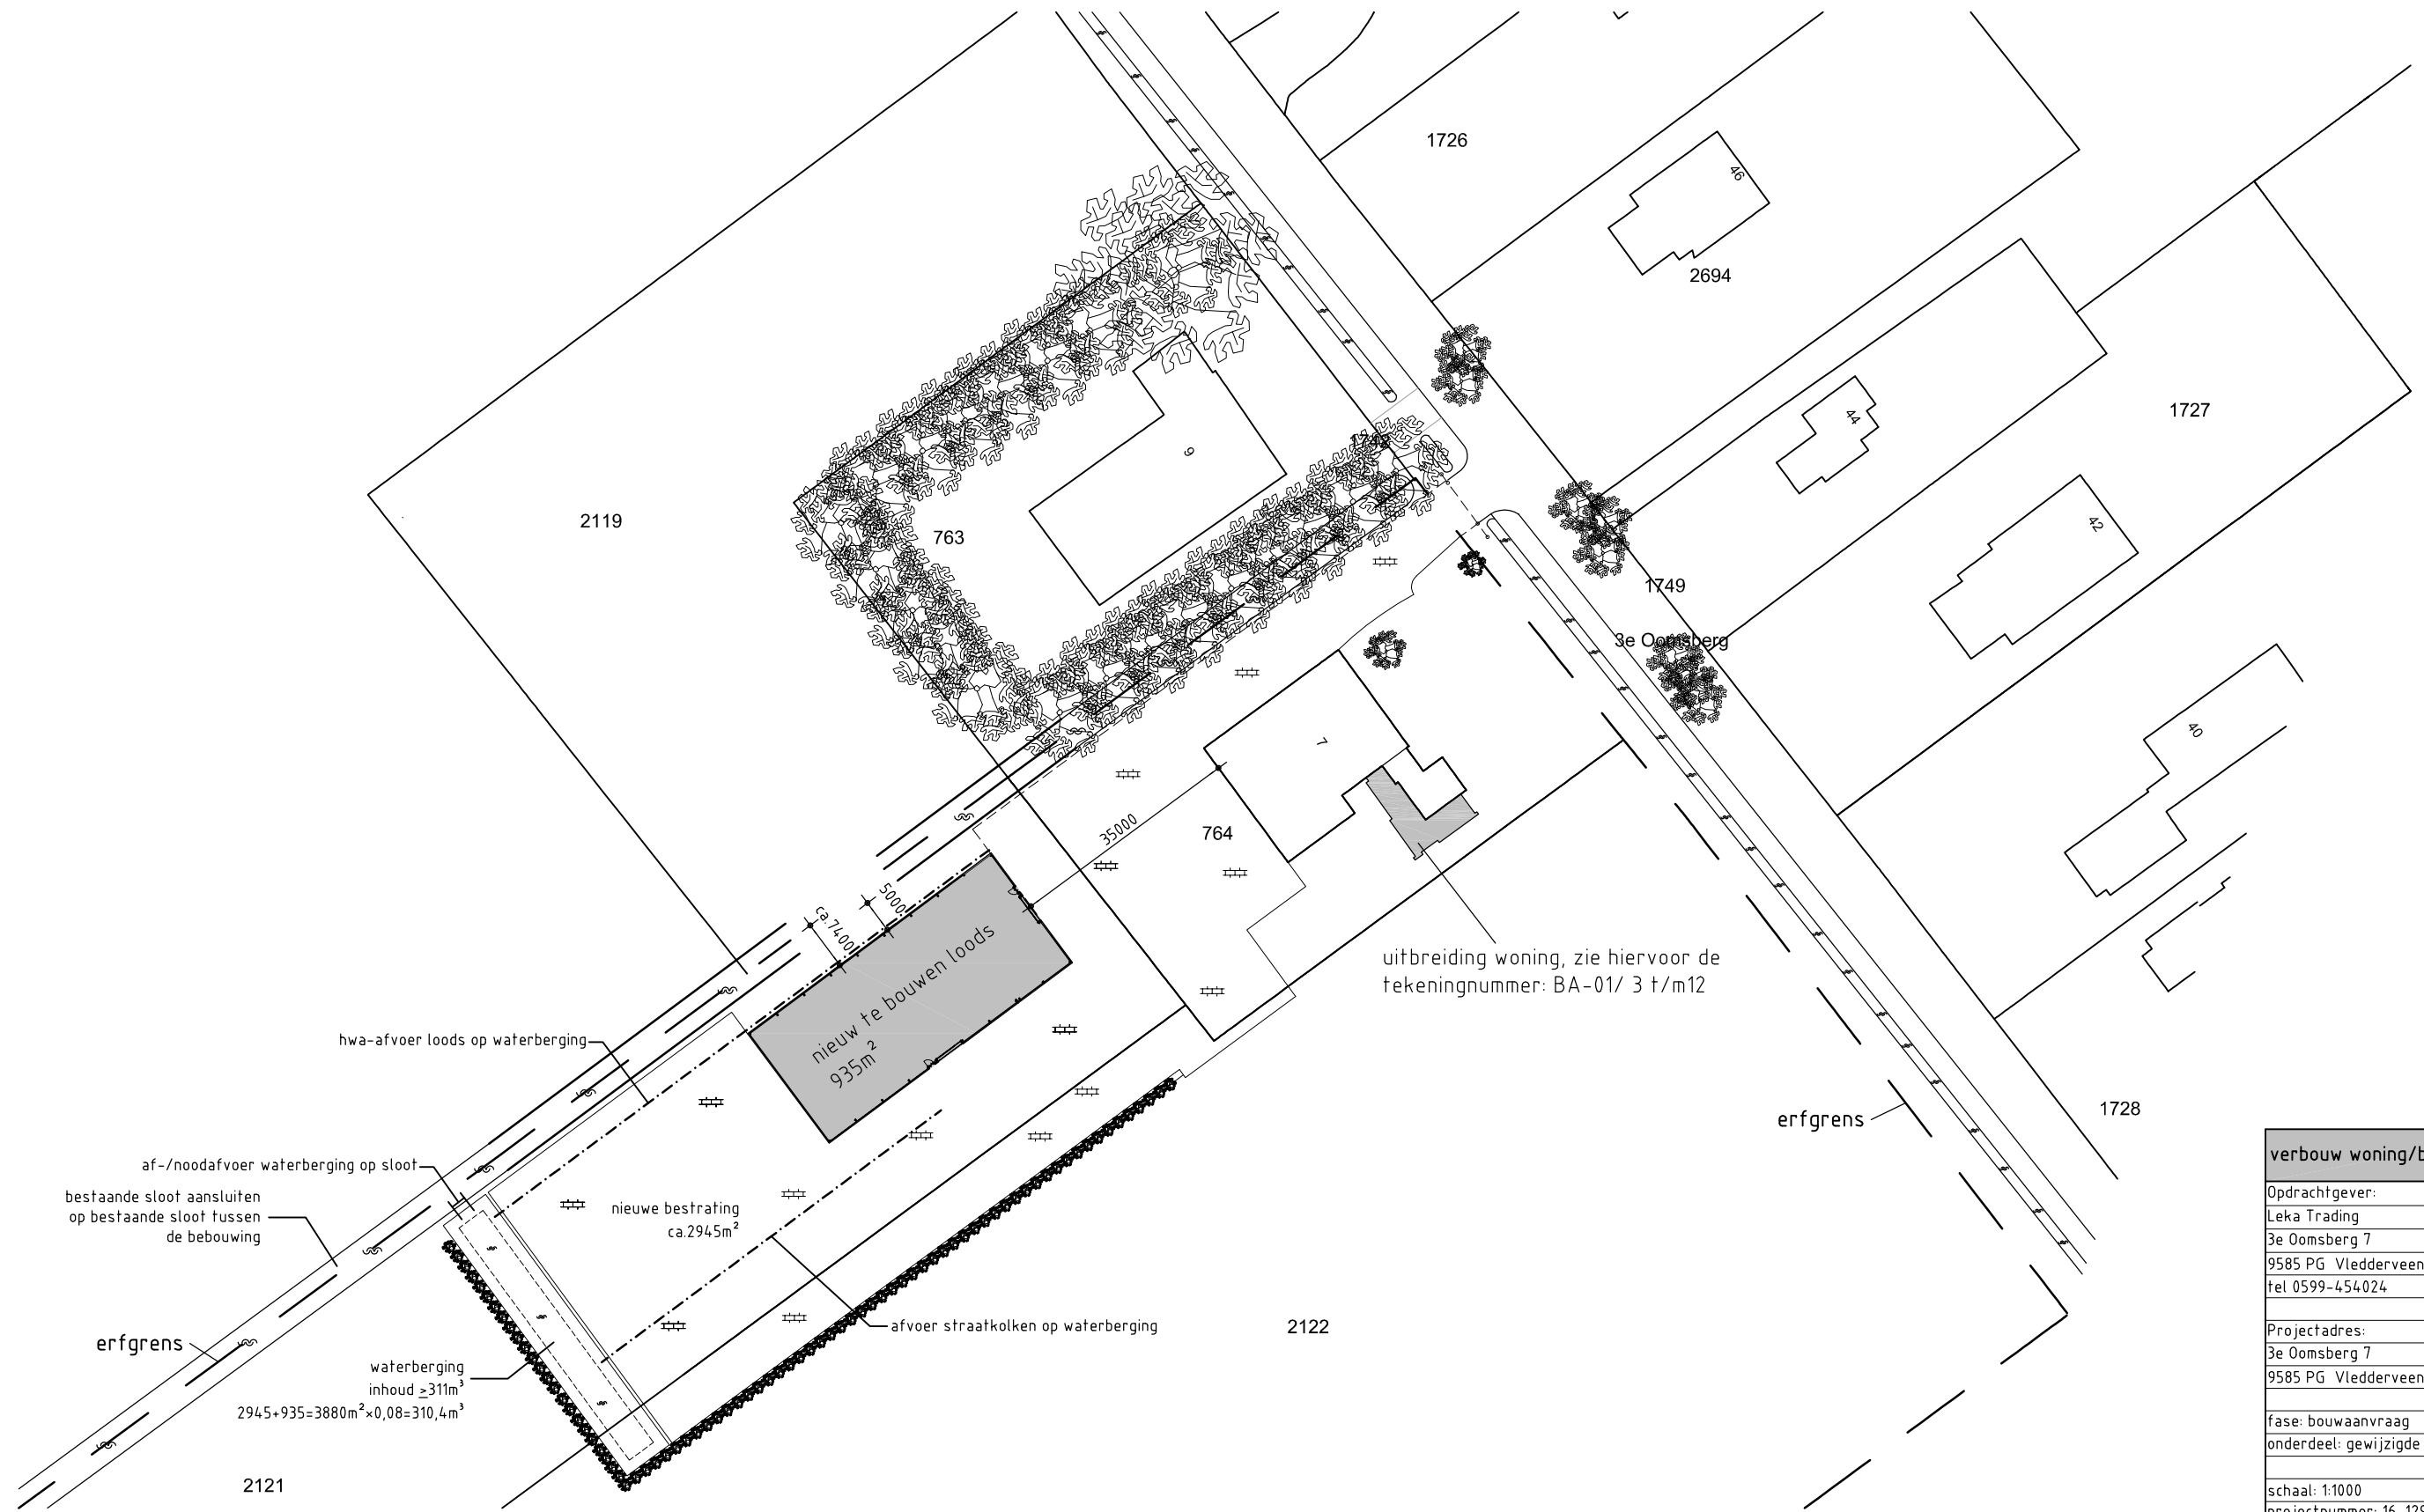 1726
46
2694
1727
44
42
1742
9
2119
763
1749
3e Oomsberg
7
40
35000
764
5000
ca.7400
nieuw te bouwen loods
935m²
uitbreiding woning, zie hiervoor de
tekeningnummer: BA-01/ 3 t/m12
hwa-afvoer loods op waterberging
erfgrens
1728
af-/noodafvoer waterberging op sloot
bestaande sloot aansluiten
op bestaande sloot tussen
de bebouwing
nieuwe bestrating
ca.2945m²
afvoer straatkolken op waterberging
2122
erfgrens
waterberging
inhoud ≥311m³
2945+935=3880m²×0,08=310,4m³
2121
verbouw woning/b
Opdrachtgever:
Leka Trading
3e Oomsberg 7
9585 PG Vledderveen
tel 0599-454024
Projectadres:
3e Oomsberg 7
9585 PG Vledderveen
fase: bouwaanvraag
onderdeel: gewijzigde
schaal: 1:1000